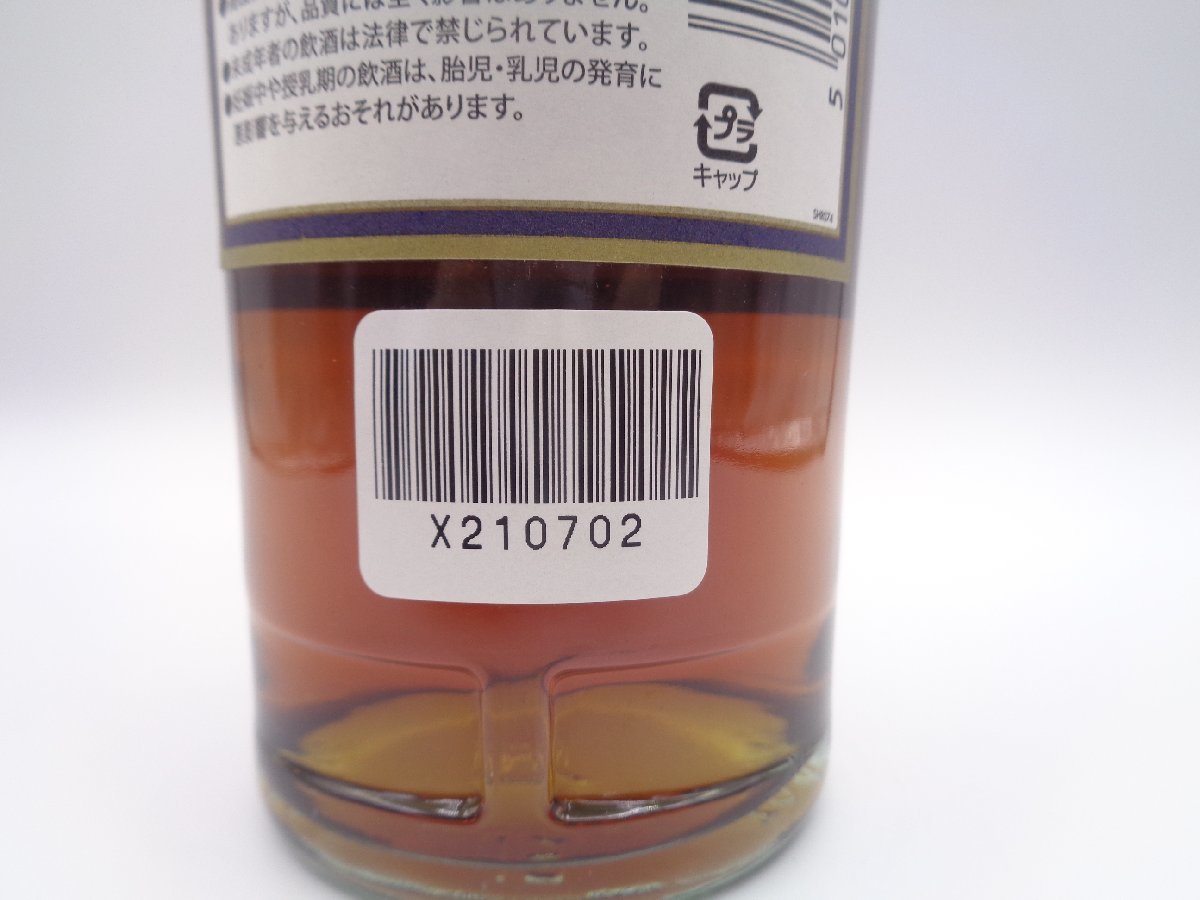 ありますが、品質には全く影響はありません。
●未成年者の飲酒は法律で禁じられています。
●妊娠中や授乳期の飲酒は、胎児・乳児の発育に
悪影響を与えるおそれがあります。
5 010
プラ
キャップ
X210702